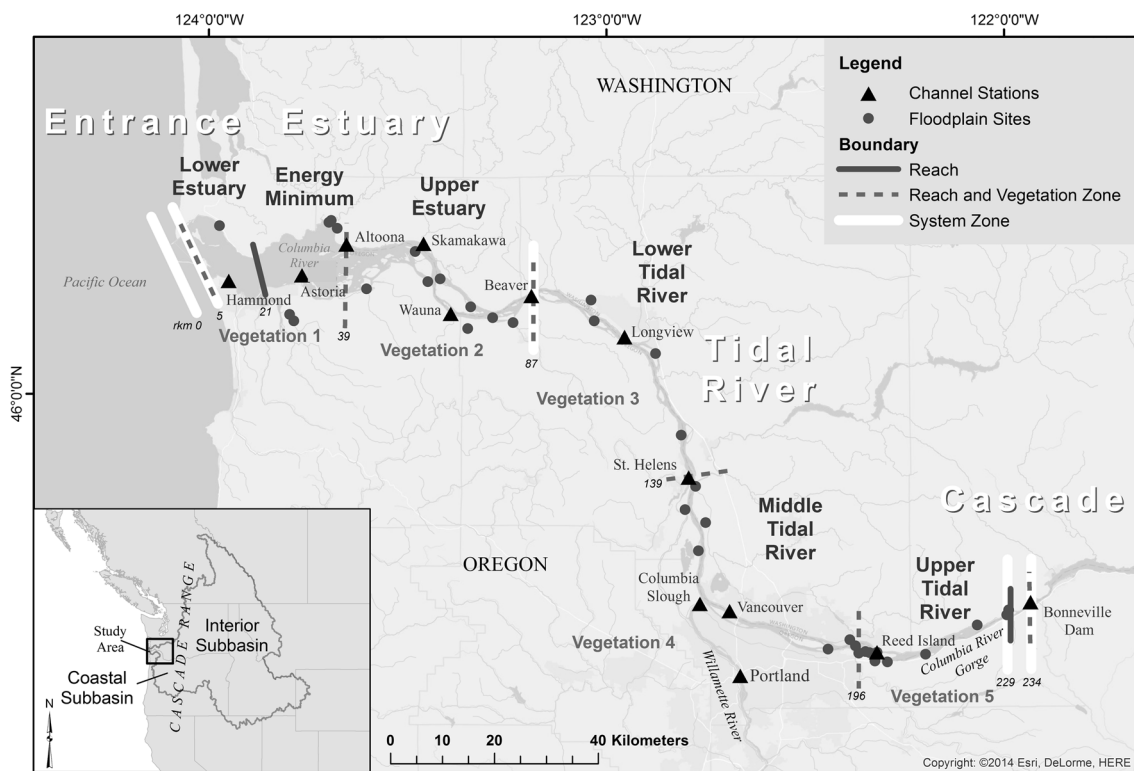 124°0'0"W
123°0'0"W
122°0'0"W
46°0'0"N
WASHINGTON
Legend
Channel Stations
Floodplain Sites
Boundary
Reach
Reach and Vegetation Zone
System Zone
Entrance
Estuary
Lower
Estuary
Energy
Minimum
Upper
Estuary
Altoona
Skamakawa
Columbia
River
Pacific Ocean
Hammond
Astoria
Beaver
Wauna
Lower
Tidal
River
Longview
rkm 0
5
21
39
87
Vegetation 1
Vegetation 2
Vegetation 3
Tidal
River
St. Helens
139
Cascade
Middle
Tidal
River
OREGON
Upper
Tidal
River
Columbia
Slough
Vancouver
WASHINGTON
Bonneville
Dam
Reed Island
Columbia River
Gorge
Vegetation 4
Portland
Willamette River
196
Vegetation 5
229
234
Study
Area
CASCADE RANGE
Interior
Subbasin
Coastal
Subbasin
N
0 10 20 40 Kilometers
Copyright: ©2014 Esri, DeLorme, HERE